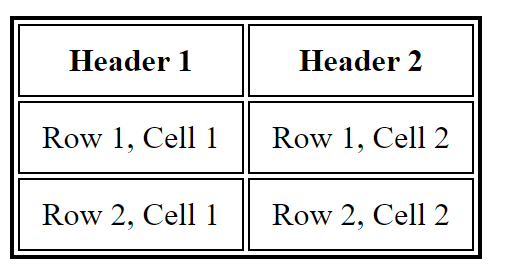 Header 1 Header 2
Row 1, Cell 1 Row 1, Cell 2
Row 2, Cell 1 Row 2, Cell 2